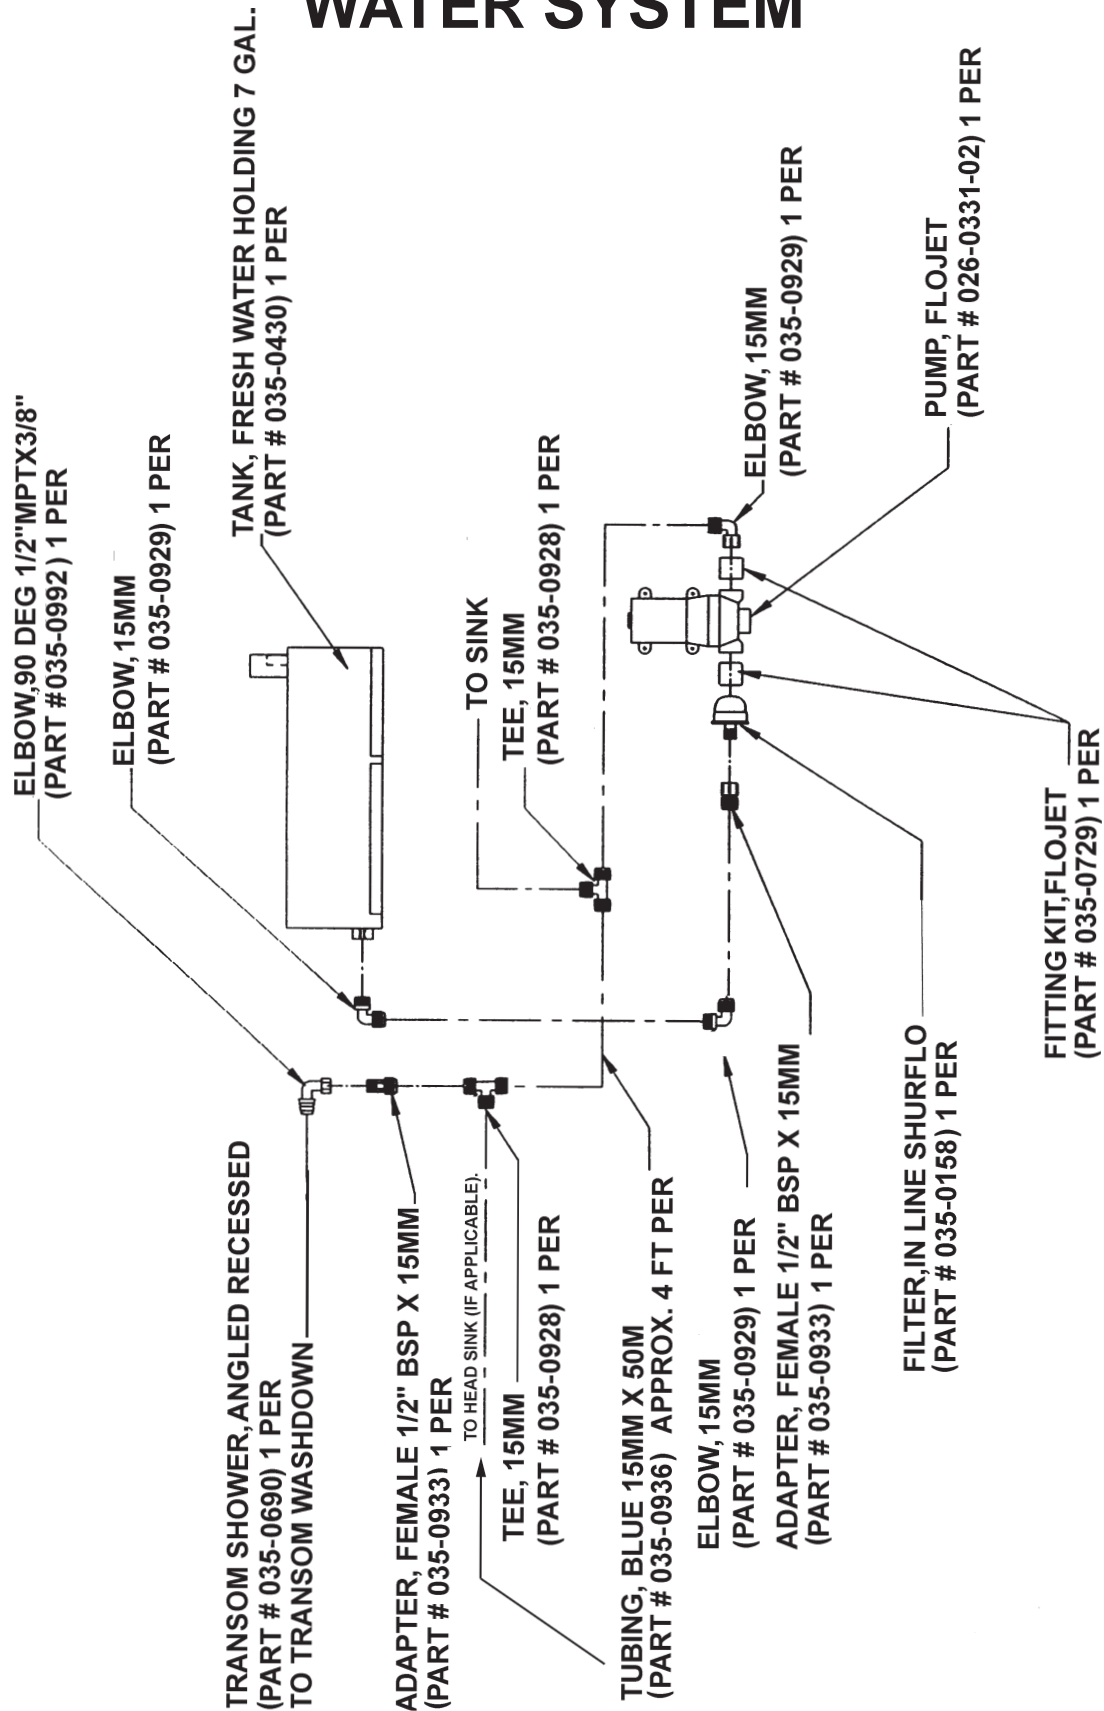 WATER SYSTEM
ELBOW,90 DEG 1/2"MPTX3/8"
(PART #035-0992 ) 1 PER
ELBOW,15MM
(PART # 035-0929) 1 PER
TANK, FRESH WATER HOLDING 7 GAL.
(PART # 035-0430) 1 PER
TO SINK
TEE, 15MM
(PART # 035-0928) 1 PER
ELBOW,15MM
(PART # 035-0929) 1 PER
PUMP, FLOJET
(PART # 026-0331-02) 1 PER
FITTING KIT,FLOJET
(PART # 035-0729) 1 PER
TRANSOM SHOWER, ANGLED RECESSED
(PART # 035-0690) 1 PER
TO TRANSOM WASHDOWN
ADAPTER, FEMALE 1/2" BSP X 15MM
(PART # 035-0933) 1 PER
TO HEAD SINK (IF APPLICABLE).
TEE, 15MM
(PART # 035-0928) 1 PER
TUBING, BLUE 15MM X 50M
(PART # 035-0936) APPROX. 4 FT PER
ELBOW,15MM
(PART # 035-0929) 1 PER
ADAPTER, FEMALE 1/2" BSP X 15MM
(PART # 035-0933) 1 PER
FILTER,IN LINE SHURFLO
(PART # 035-0158) 1 PER